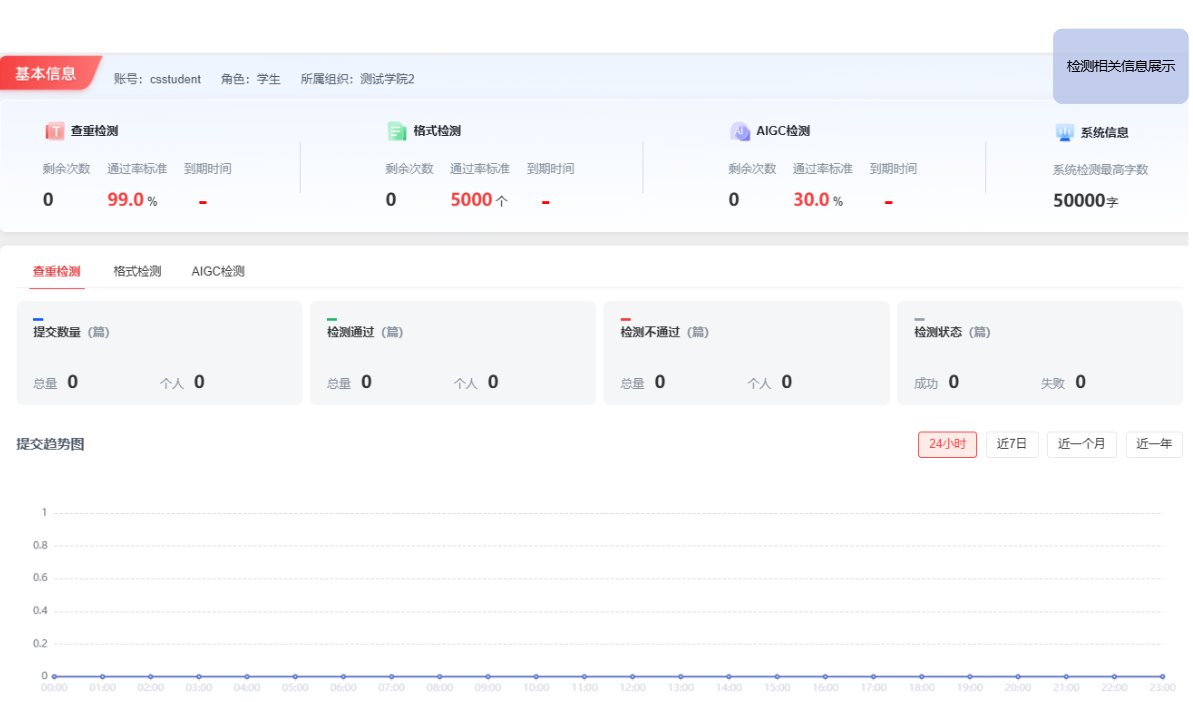 检测相关信息展示
基本信息 账号：csstudent 角色：学生 所属组织：测试学院2
查重检测 格式检测 AIGC检测 系统信息
剩余次数 通过率标准 到期时间 剩余次数 通过率标准 到期时间 剩余次数 通过率标准 到期时间 系统检测最高字数
0 99.0 % - 0 5000 个 - 0 30.0 % - 50000字
查重检测 格式检测 AIGC检测
提交数量（篇） 检测通过（篇） 检测不通过（篇） 检测状态（篇）
总量 0 个人 0 总量 0 个人 0 总量 0 个人 0 成功 0 失败 0
提交趋势图 24小时 近7日 近一个月 近一年
1
0.8
0.6
0.4
0.2
0
00:00 01:00 02:00 03:00 04:00 05:00 06:00 07:00 08:00 09:00 10:00 11:00 12:00 13:00 14:00 15:00 16:00 17:00 18:00 19:00 20:00 21:00 22:00 23:00